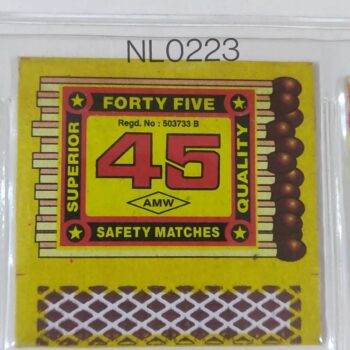 NL0223
FORTY FIVE
SUPERIOR
Regd. No : 503733 B
45
AMW
QUALITY
SAFETY MATCHES